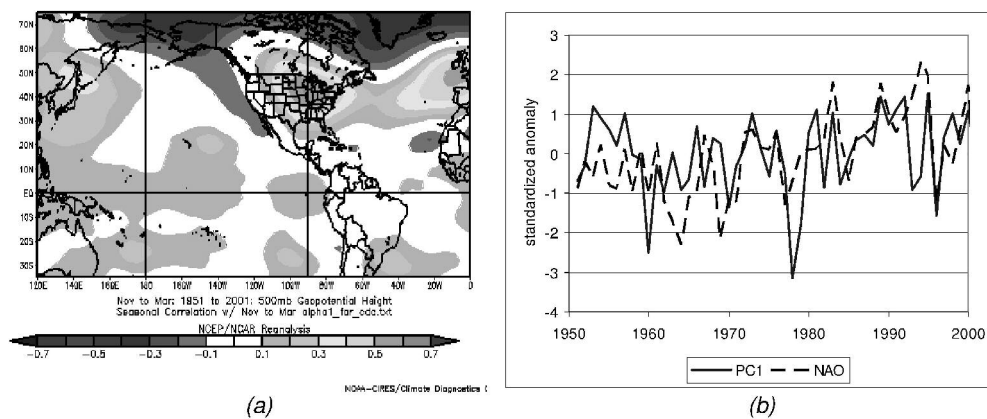 70N
60N
50N
40N
30N
20N
10N
EQ
10S
20S
30S
120E 140E 160E 180 160W 140W 120W 100W 80W 60W 40W 20W 0
Nov to Mar: 1951 to 2001: 500mb Geopotential Height
Seasonal Correlation w/ Nov to Mar
NCEP/NCAR Reanalysis
-0.7 -0.5 -0.3 -0.1 0.1 0.3 0.5 0.7
NOAA-CIRES/Climate Diagnostics C
(a)
3
2
1
0
-1
-2
-3
-4
standardized anomaly
1950 1960 1970 1980 1990 2000
PC1 NAO
(b)